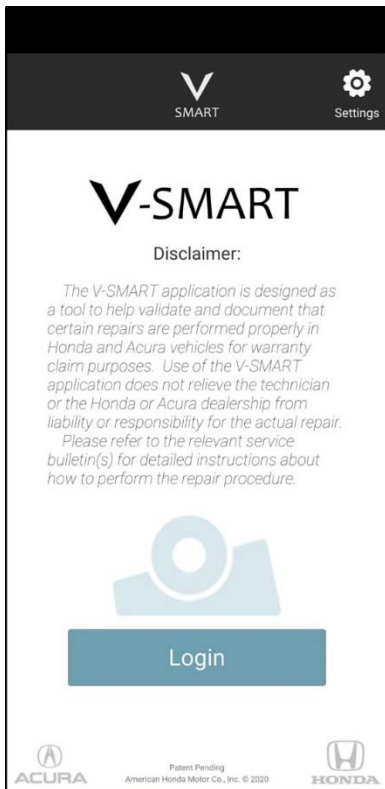 V
SMART
Settings
V-SMART
Disclaimer:
The V-SMART application is designed as
a tool to help validate and document that
certain repairs are performed properly in
Honda and Acura vehicles for warranty
claim purposes. Use of the V-SMART
application does not relieve the technician
or the Honda or Acura dealership from
liability or responsibility for the actual repair.
Please refer to the relevant service
bulletin(s) for detailed instructions about
how to perform the repair procedure.
Login
ACURA
Patent Pending
American Honda Motor Co., Inc. © 2020
HONDA